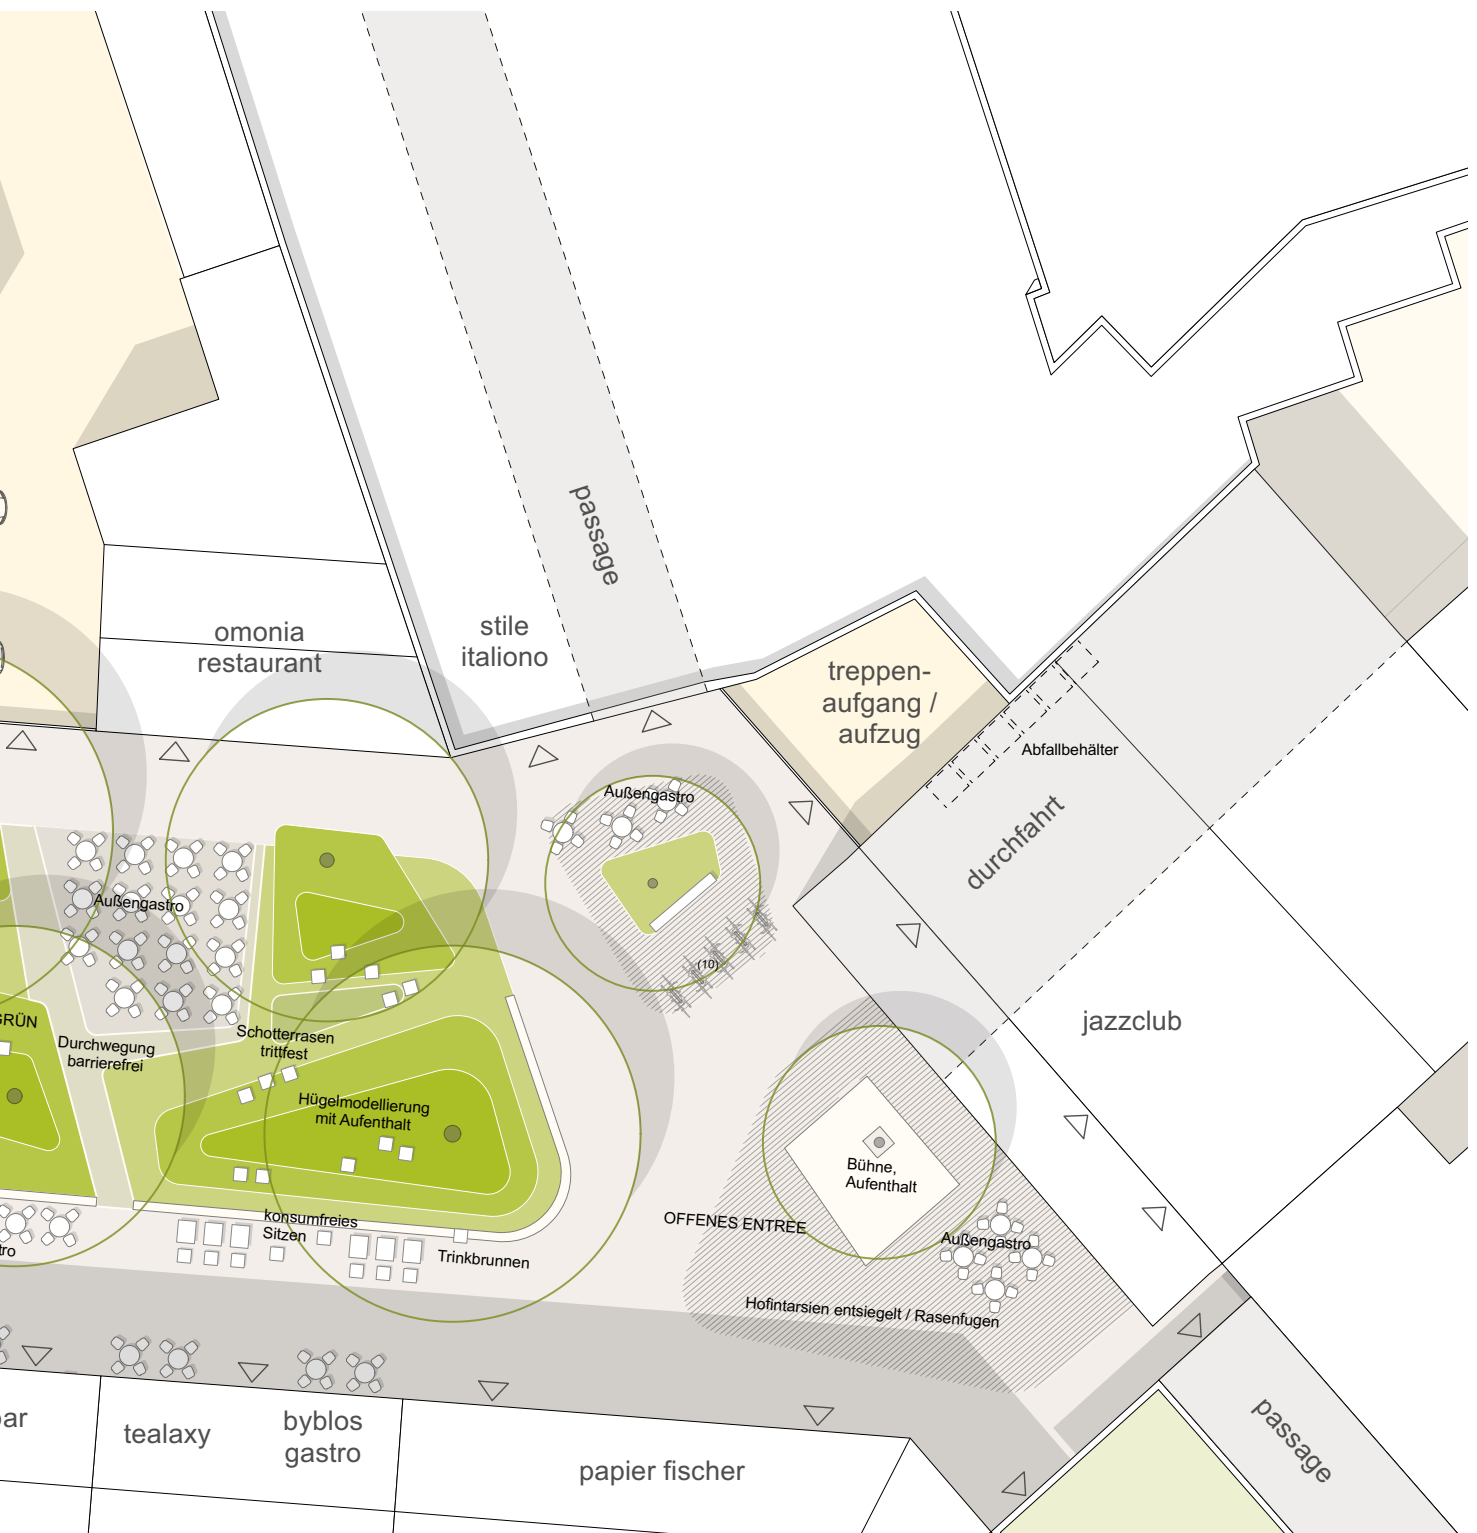 passage
omonia
restaurant
stile
italiono
treppen-
aufgang /
aufzug
Abfallbehälter
durchfahrt
Außengastro
Außengastro
(10)
jazzclub
GRÜN
Durchwegung
barrierefrei
Schotterrasen
trittfest
Hügelmodellierung
mit Aufenthalt
Bühne,
Aufenthalt
OFFENES ENTREE
konsumfreies
Sitzen
Trinkbrunnen
Außengastro
tro
Hofintarsien entsiegelt / Rasenfugen
bar
tealaxy
byblos
gastro
papier fischer
passage